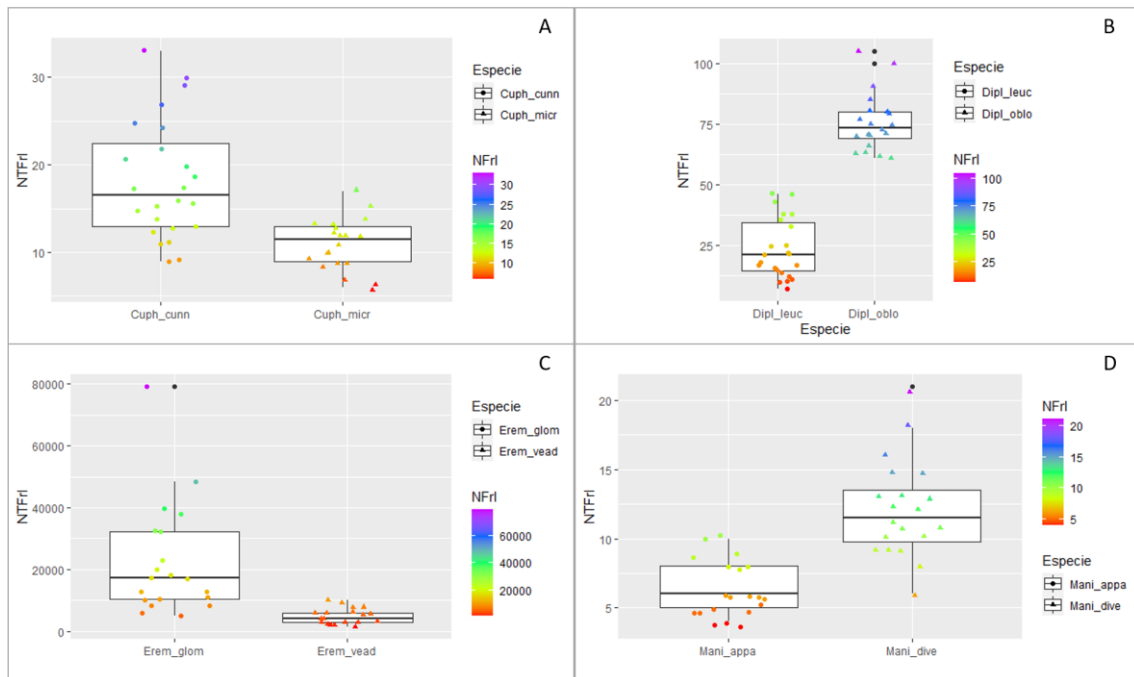 A
NTFrl
30
20
10
Cuph_cunn
Cuph_micr
Especie
Cuph_cunn
Cuph_micr
NFrl
30
25
20
15
10
B
NTFrl
100
75
50
25
Dipl_leuc
Dipl_oblo
Especie
Especie
Dipl_leuc
Dipl_oblo
NFrl
100
75
50
25
C
NTFrl
80000
60000
40000
20000
0
Erem_glom
Erem_vead
Especie
Erem_glom
Erem_vead
NFrl
60000
40000
20000
D
NTFrl
20
15
10
5
Mani_appa
Mani_dive
NFrl
20
15
10
5
Especie
Mani_appa
Mani_dive